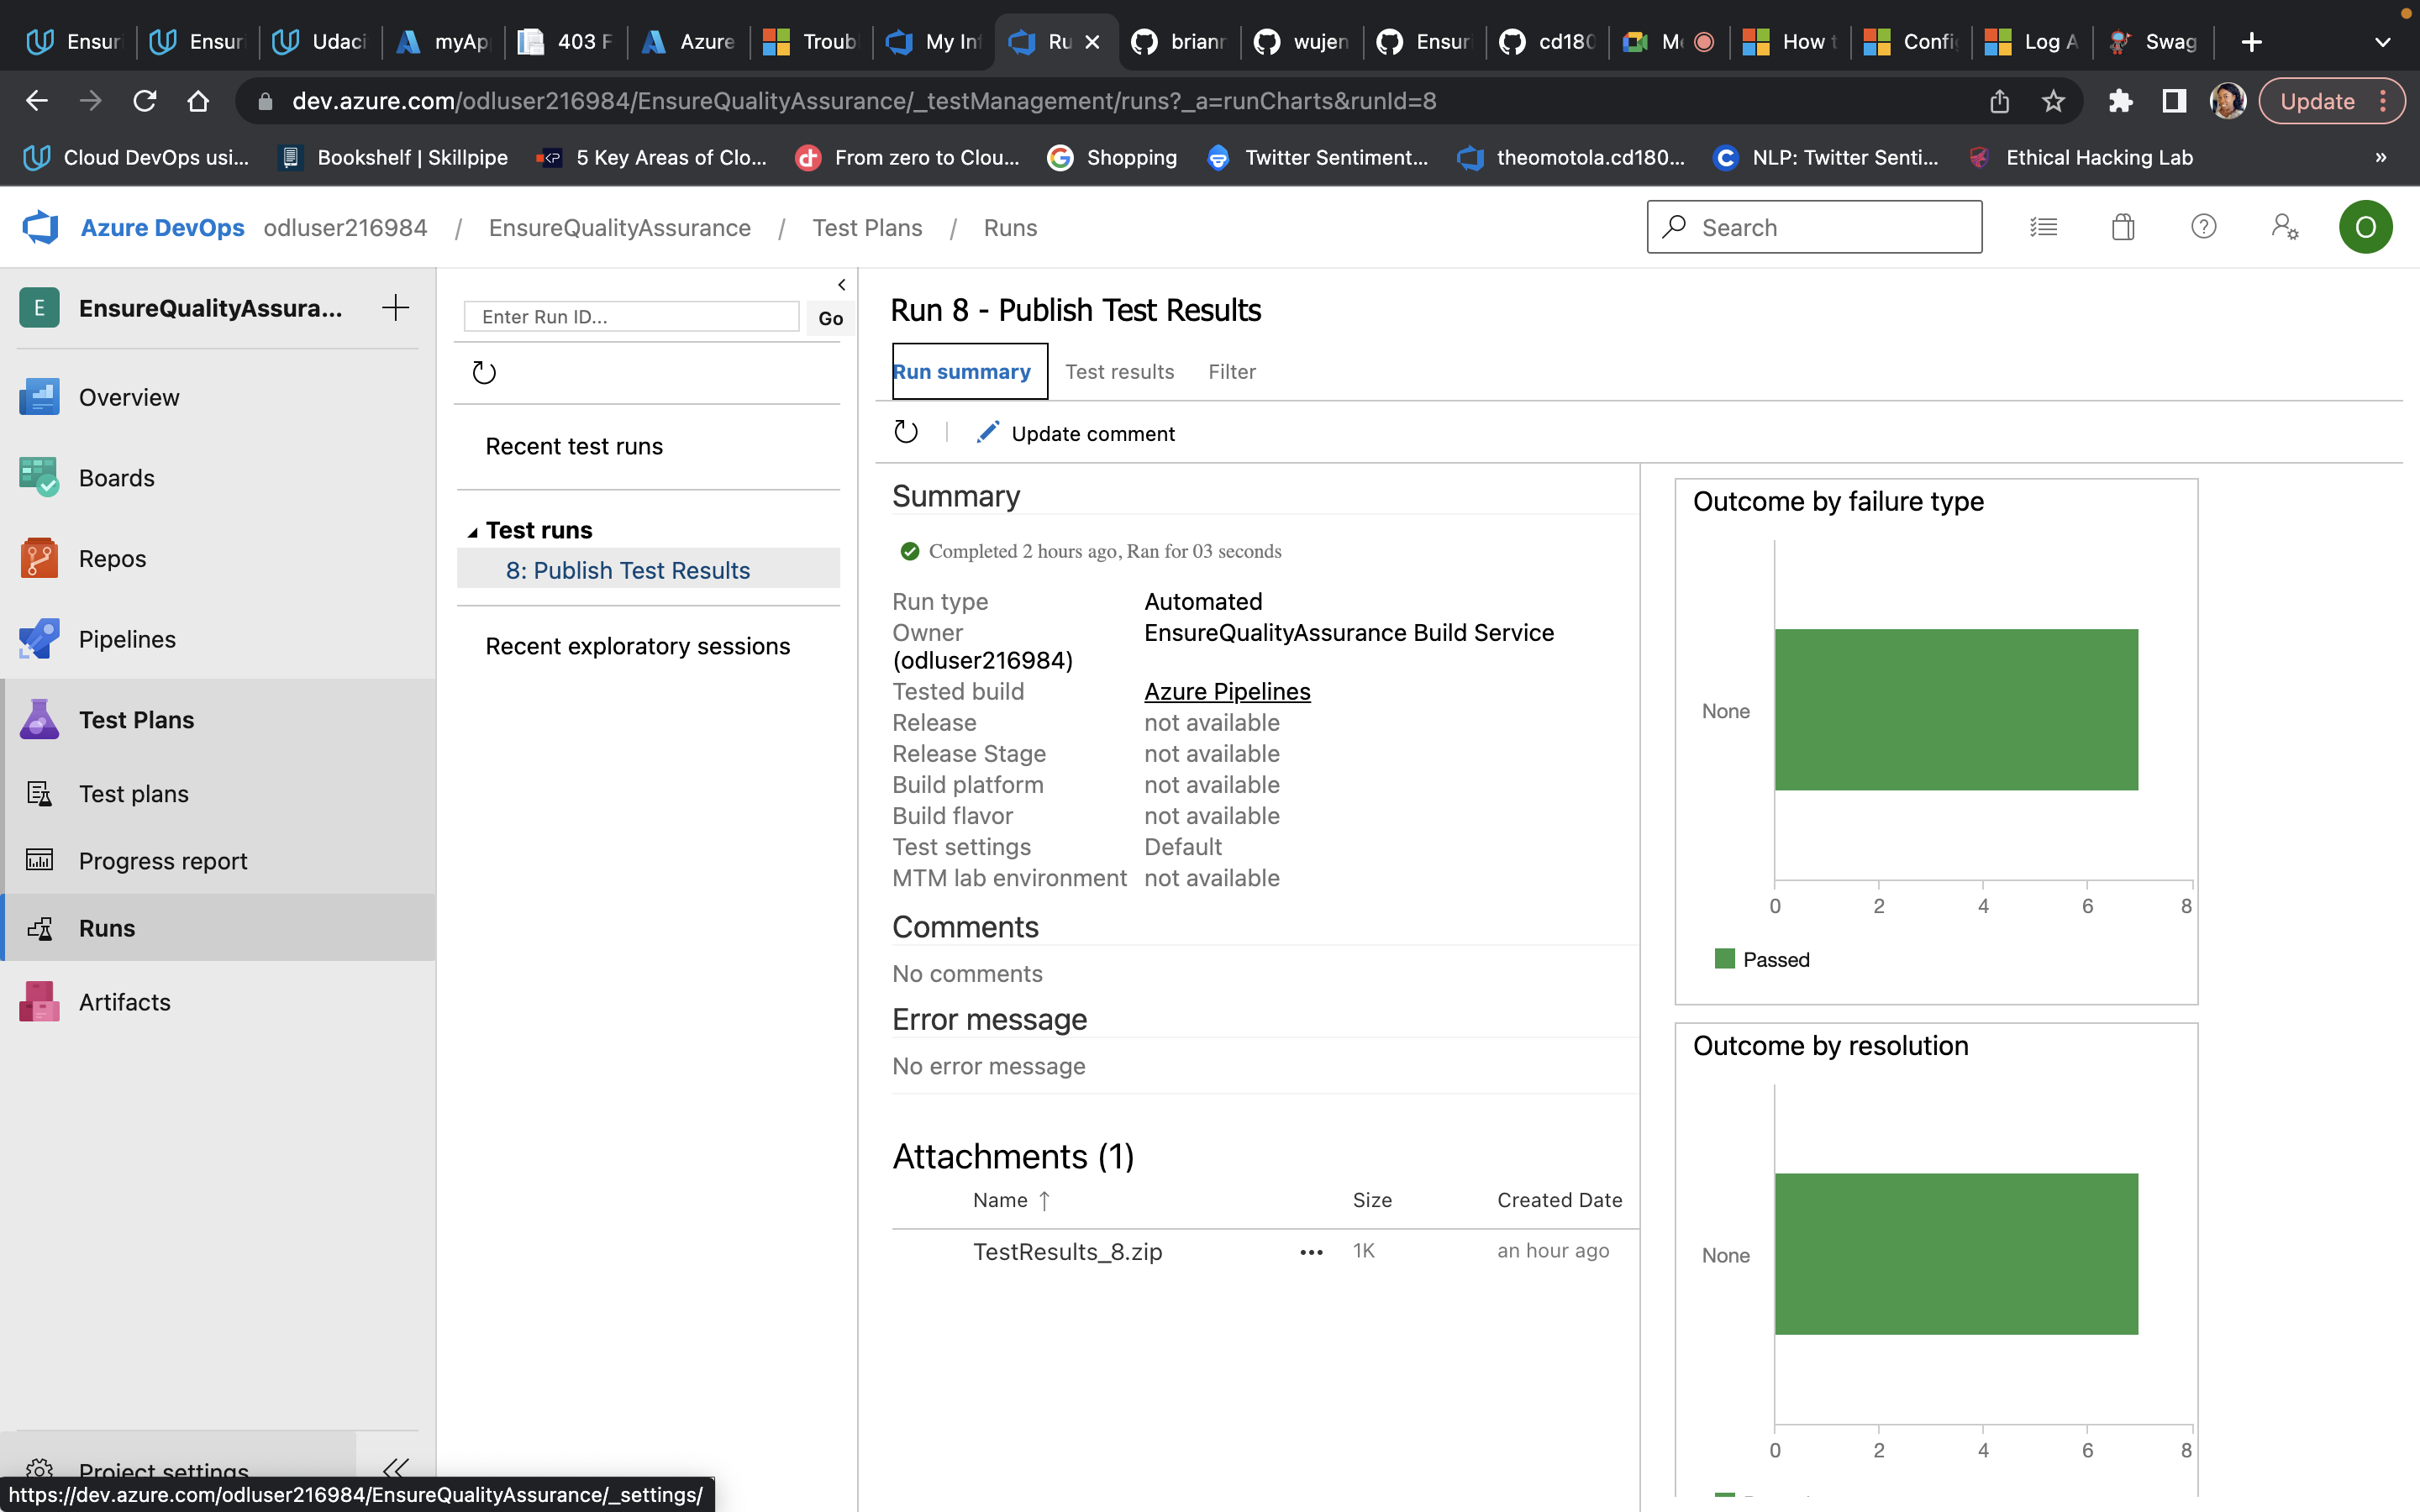 Ensuri
Ensuri
Udaci
myAp
403 F
Azure
Troub
My Inf
Ru
brianr
wujen
Ensuri
cd180
Me
How t
Confi
Log A
Swag
dev.azure.com/odluser216984/EnsureQualityAssurance/_testManagement/runs?_a=runCharts&runId=8
Update
Cloud DevOps usi...
Bookshelf | Skillpipe
5 Key Areas of Clo...
From zero to Clou...
Shopping
Twitter Sentiment...
theomotola.cd180...
NLP: Twitter Senti...
Ethical Hacking Lab
»
Azure DevOps odluser216984 / EnsureQualityAssurance / Test Plans / Runs
Search
O
E EnsureQualityAssura...
Overview
Boards
Repos
Pipelines
Test Plans
Test plans
Progress report
Runs
Artifacts
Project settings
https://dev.azure.com/odluser216984/EnsureQualityAssurance/_settings/
Enter Run ID...
Go
Recent test runs
Test runs
8: Publish Test Results
Recent exploratory sessions
Run 8 - Publish Test Results
Run summary Test results Filter
Update comment
Summary
Completed 2 hours ago, Ran for 03 seconds
Run type Automated
Owner EnsureQualityAssurance Build Service
(odluser216984)
Tested build Azure Pipelines
Release not available
Release Stage not available
Build platform not available
Build flavor not available
Test settings Default
MTM lab environment not available
Comments
No comments
Error message
No error message
Attachments (1)
Name ↑ Size Created Date
TestResults_8.zip ••• 1K an hour ago
Outcome by failure type
None
0 2 4 6 8
Passed
Outcome by resolution
None
0 2 4 6 8